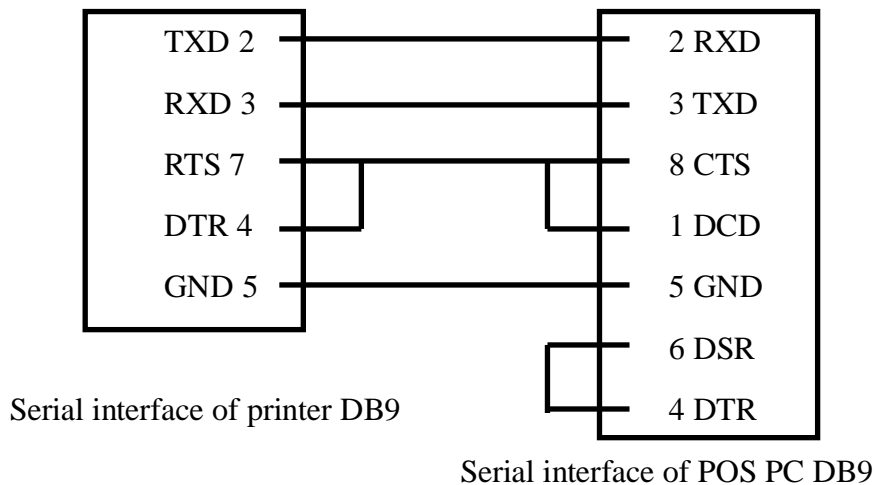 TXD 2 2 RXD
RXD 3 3 TXD
RTS 7 8 CTS
DTR 4 1 DCD
GND 5 5 GND
6 DSR
4 DTR
Serial interface of printer DB9
Serial interface of POS PC DB9